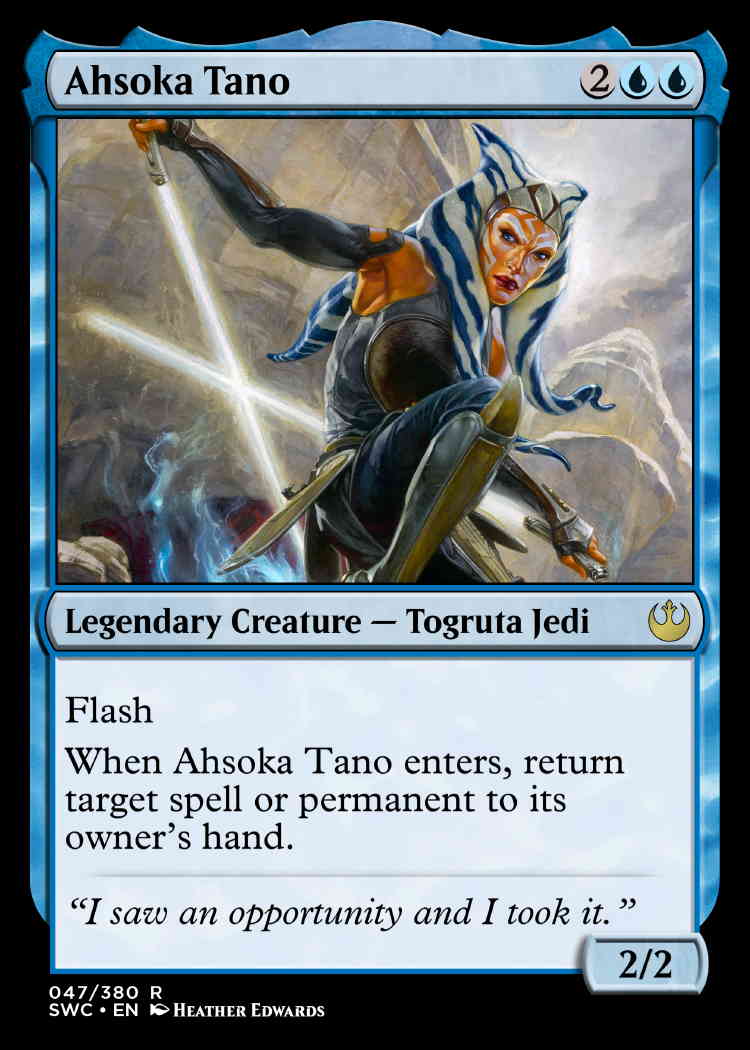 Ahsoka Tano 2
Legendary Creature — Togruta Jedi
Flash
When Ahsoka Tano enters, return
target spell or permanent to its
owner's hand.
“I saw an opportunity and I took it.”
2/2
047/380 R
SWC • EN Heather Edwards